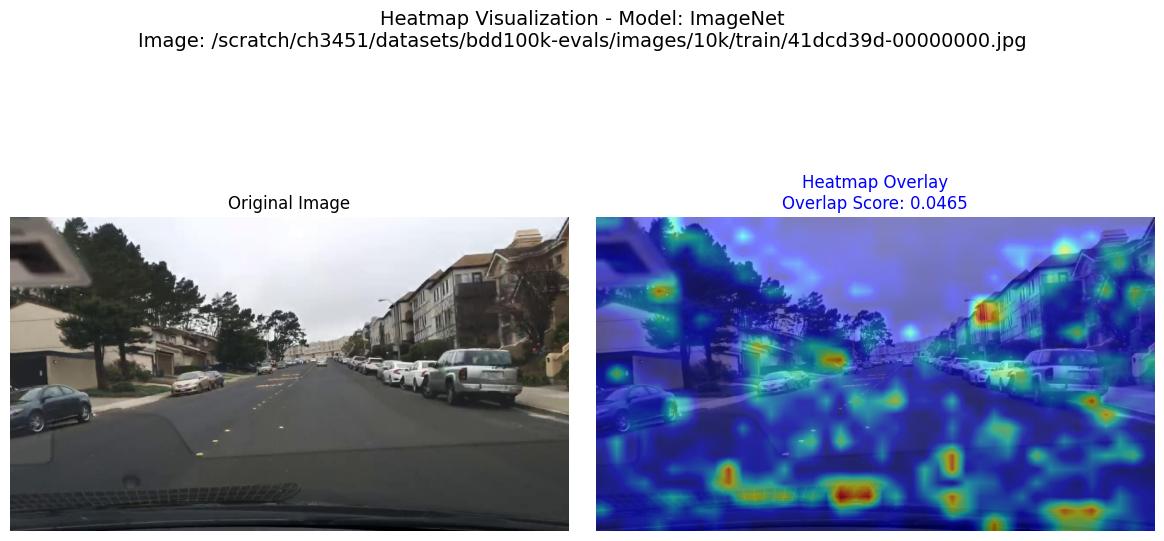 Heatmap Visualization - Model: ImageNet
Image: /scratch/ch3451/datasets/bdd100k-evals/images/10k/train/41dcd39d-00000000.jpg
Original Image
Heatmap Overlay
Overlap Score: 0.0465